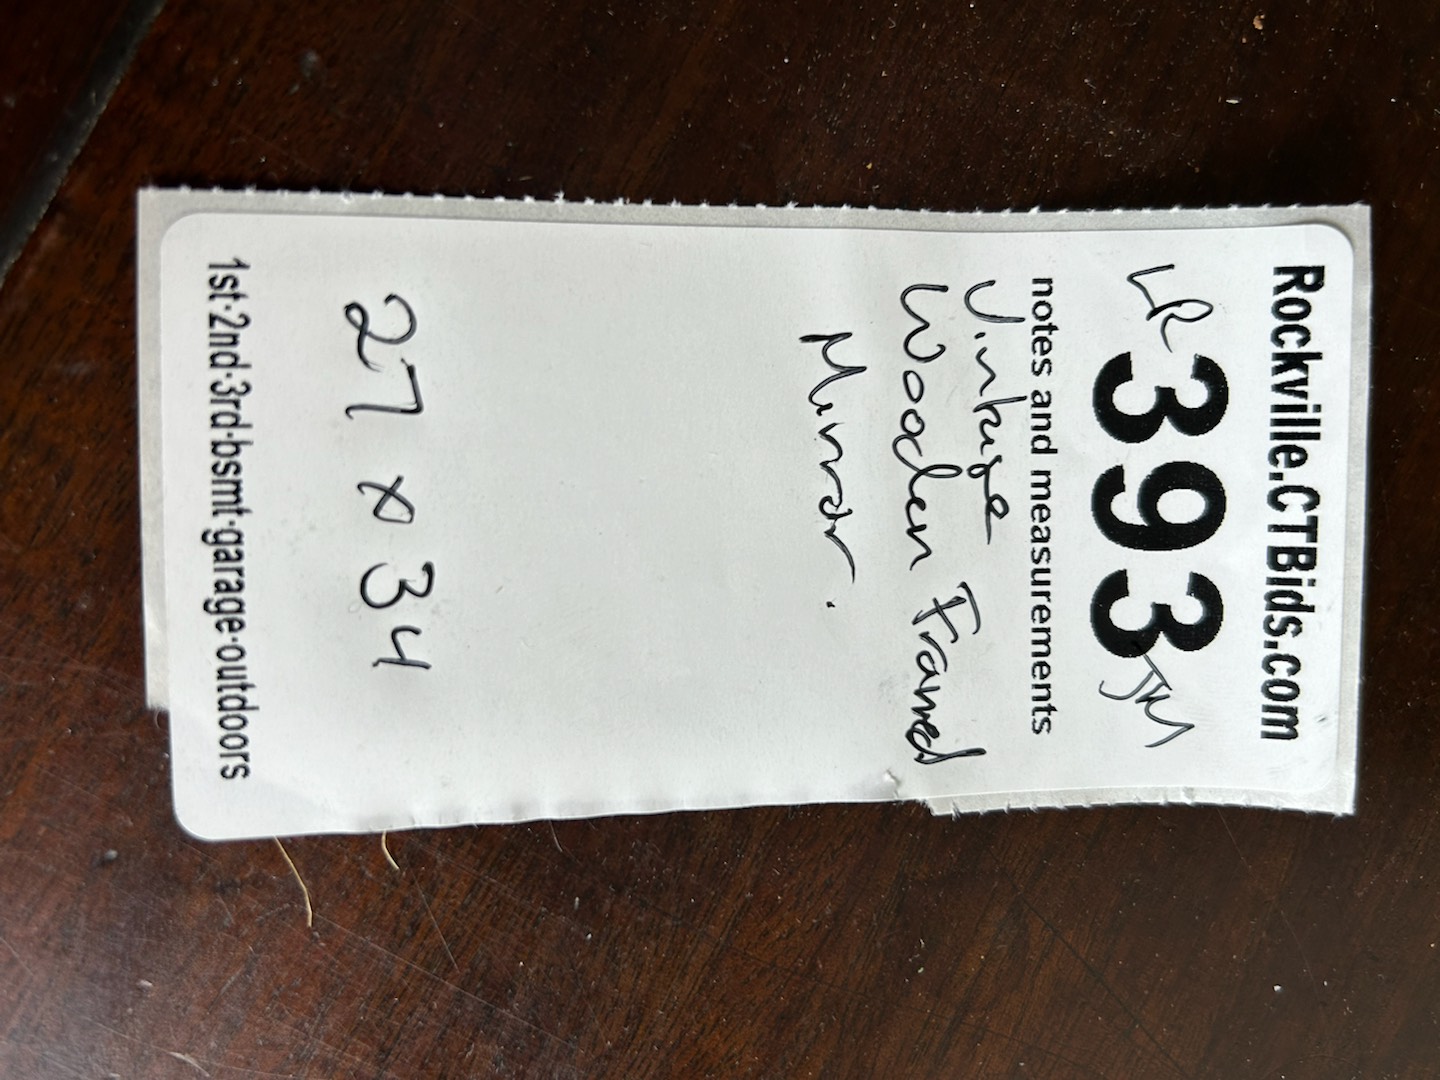 Rockville.CTBids.com
LR 393 JM
notes and measurements
Vintage
Wooden Framed
Mirror.
27 x 34
1st·2nd·3rd·bsmt·garage·outdoors